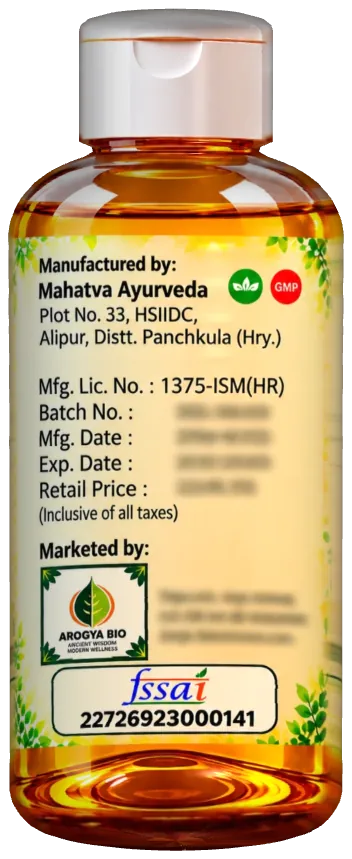 Manufactured by:
Mahatva Ayurveda
GMP
Plot No. 33, HSIIDC,
Alipur, Distt. Panchkula (Hry.)
Mfg. Lic. No. : 1375-ISM(HR)
Batch No. :
Mfg. Date :
Exp. Date :
Retail Price :
(Inclusive of all taxes)
Marketed by:
AROGYA BIO
ANCIENT WISDOM
MODERN WELLNESS
fssai
22726923000141